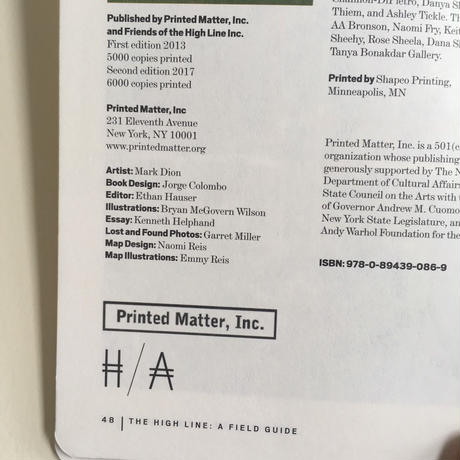 Published by Printed Matter, Inc.
and Friends of the High Line Inc.
First edition 2013
5000 copies printed
Second edition 2017
6000 copies printed
Printed Matter, Inc
231 Eleventh Avenue
New York, NY 10001
www.printedmatter.org
Artist: Mark Dion
Book Design: Jorge Colombo
Editor: Ethan Hauser
Illustrations: Bryan McGovern Wilson
Essay: Kenneth Helphand
Lost and Found Photos: Garret Miller
Map Design: Naomi Reis
Map Illustrations: Emmy Reis
Printed Matter, Inc.
H/A
48 | THE HIGH LINE: A FIELD GUIDE
Danya
Thiem, and Ashley Tickle.
AA Bronson, Naomi Fry,
Sheehy, Rose Sheela, Dana
Tanya Bonakdar Gallery.
Printed by Shapco Printing,
Minneapolis, MN
Printed Matter, Inc. is a 501(c
organization whose publishing
generously supported by The
Department of Cultural Affairs
State Council on the Arts with
of Governor Andrew M. Cuomo
New York State Legislature,
Andy Warhol Foundation for the
ISBN: 978-0-89439-086-9